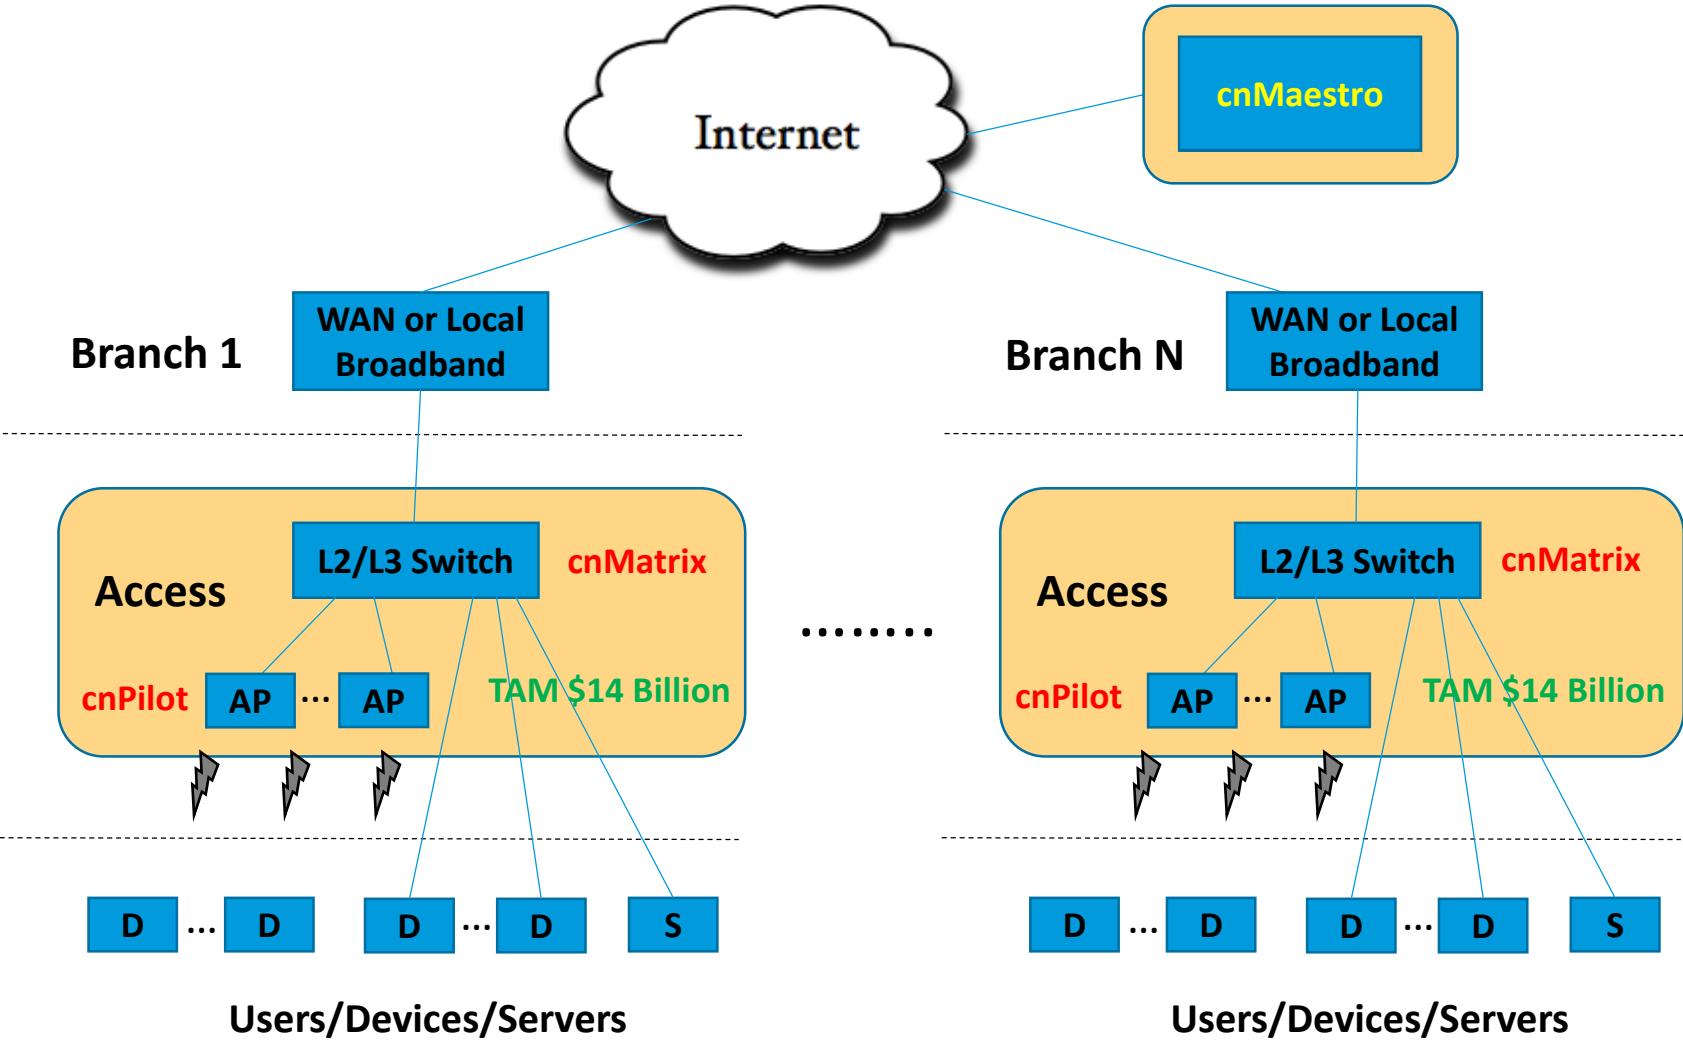 Internet
cnMaestro
Branch 1
WAN or Local
Broadband
Branch N
WAN or Local
Broadband
Access
L2/L3 Switch
cnMatrix
cnPilot
AP
...
AP
TAM $14 Billion
........
Access
L2/L3 Switch
cnMatrix
cnPilot
AP
...
AP
TAM $14 Billion
D
...
D
D
...
D
S
Users/Devices/Servers
D
...
D
D
...
D
S
Users/Devices/Servers